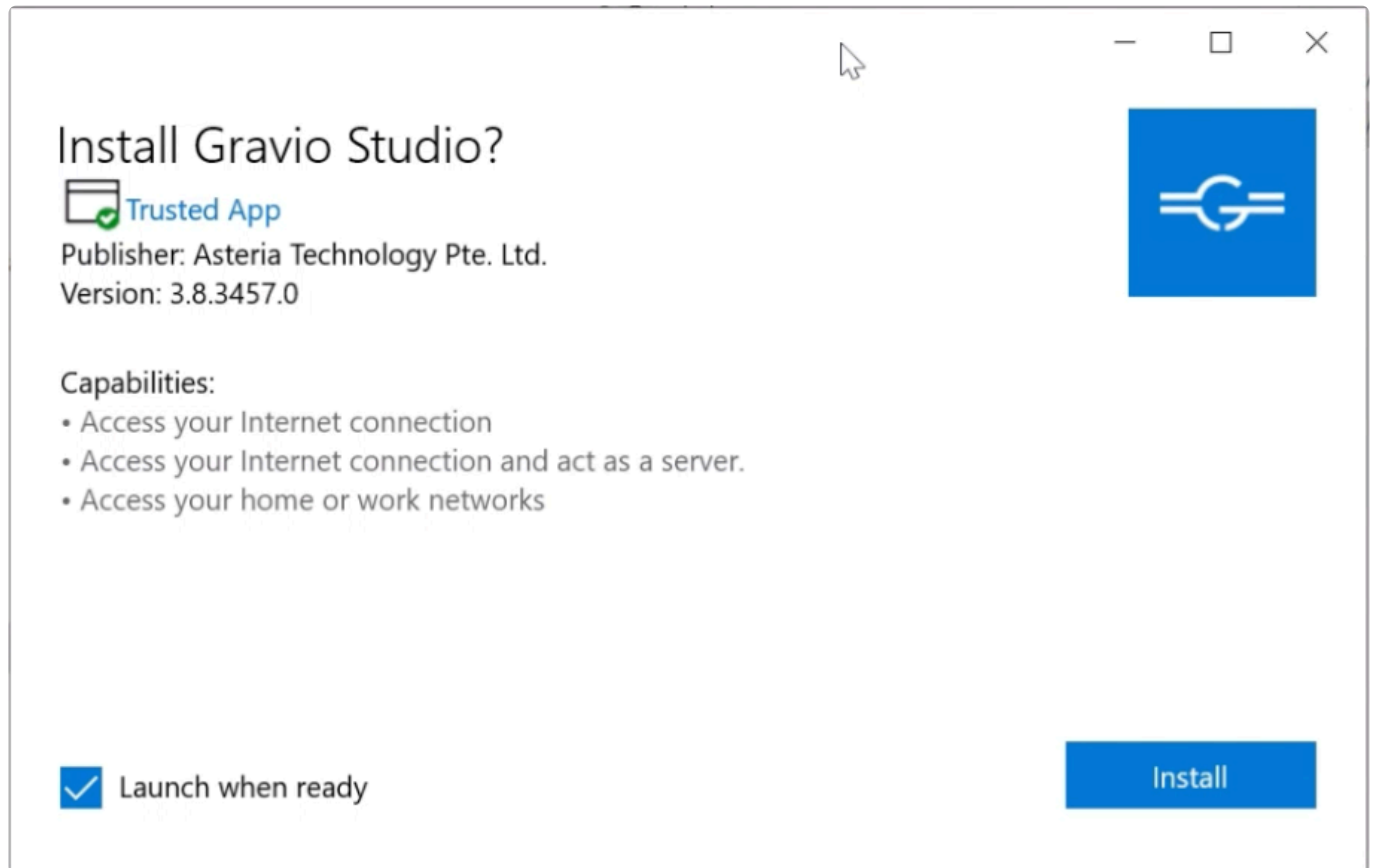 Install Gravio Studio?
Trusted App
Publisher: Asteria Technology Pte. Ltd.
Version: 3.8.3457.0
Capabilities:
• Access your Internet connection
• Access your Internet connection and act as a server.
• Access your home or work networks
Launch when ready
Install